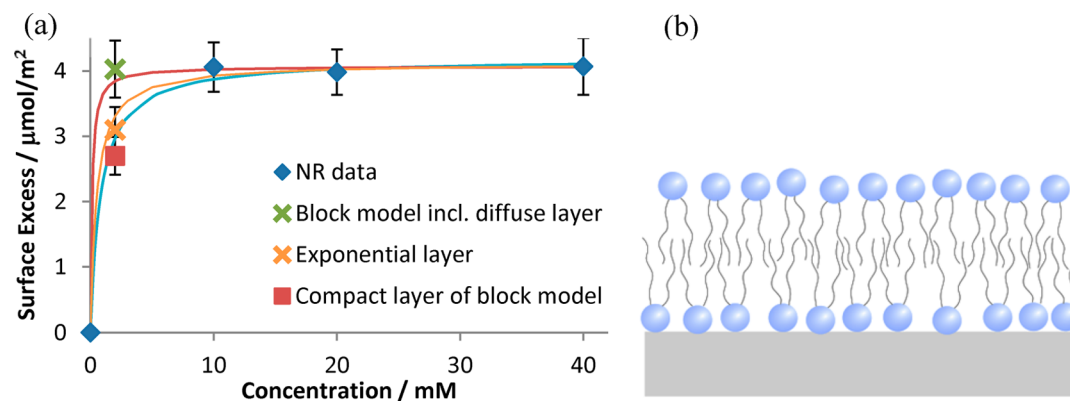 (a)
(b)
Surface Excess / μmol/m²
5
4
3
2
1
0
NR data
Block model incl. diffuse layer
Exponential layer
Compact layer of block model
0 10 20 30 40
Concentration / mM